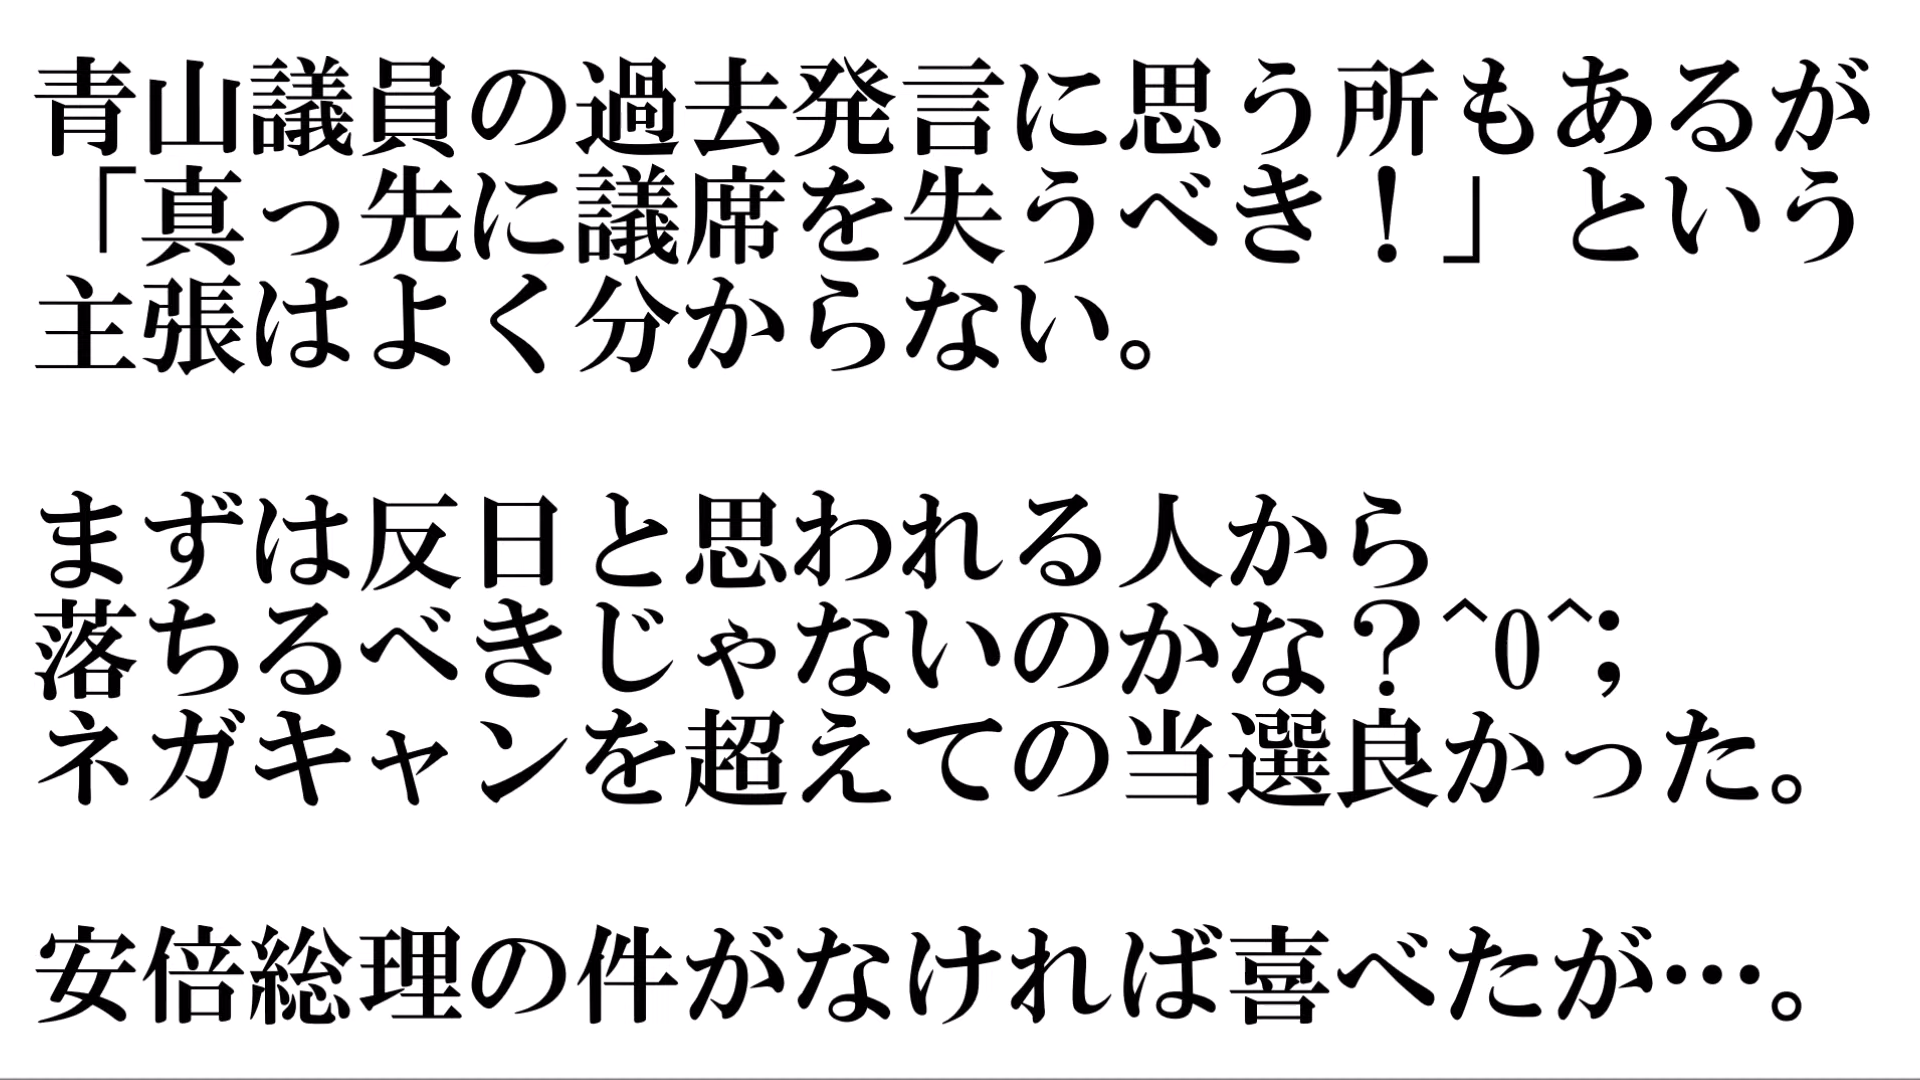 青山議員の過去発言に思う所もあるが
「真っ先に議席を失うべき！」という
主張はよく分からない。
まずは反日と思われる人から
落ちるべきじゃないのかな？^0^;
ネガキャンを超えての当選良かった。
安倍総理の件がなければ喜べたが…。